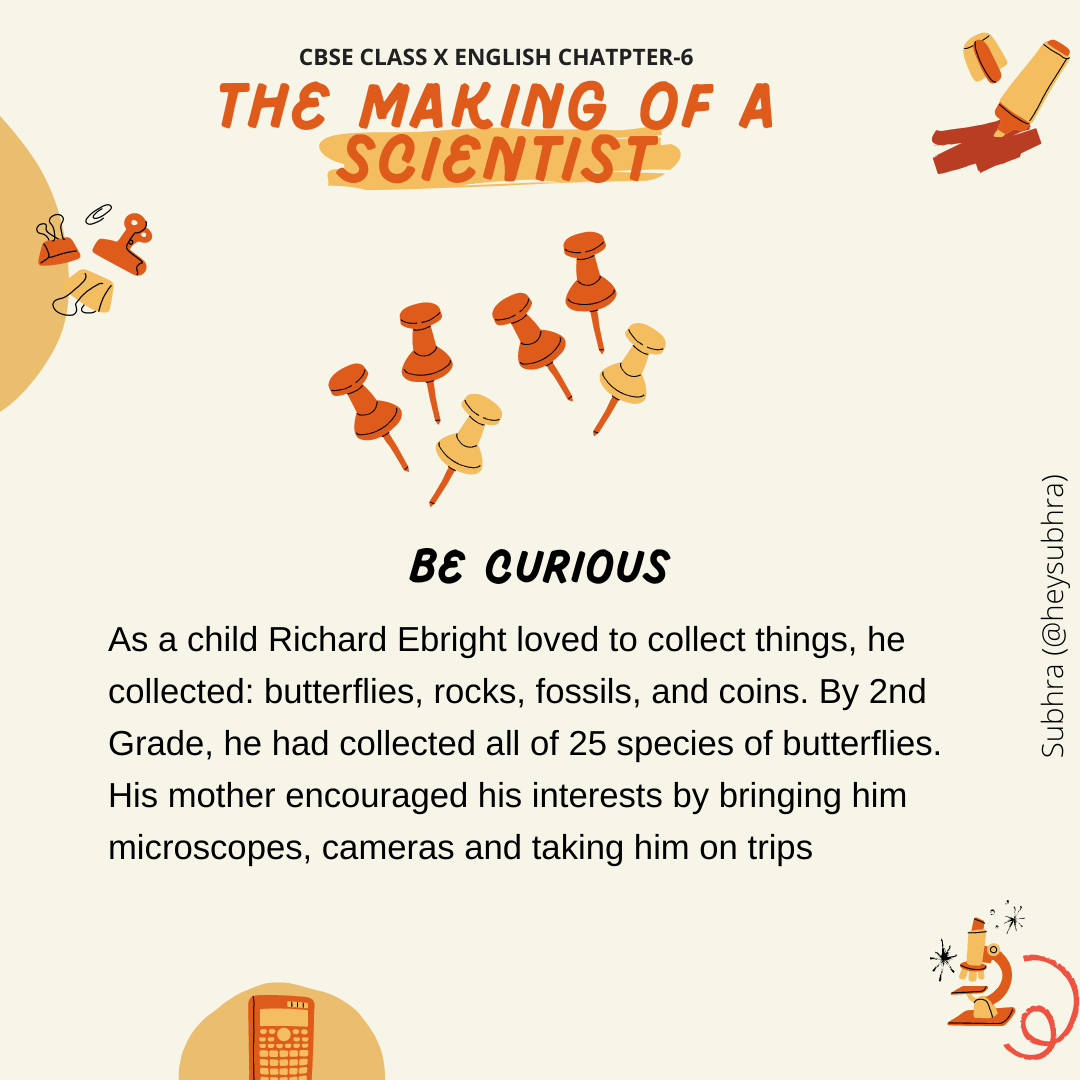 CBSE CLASS X ENGLISH CHATPTER-6
THE MAKING OF A
SCIENTIST
BE CURIOUS
As a child Richard Ebright loved to collect things, he
collected: butterflies, rocks, fossils, and coins. By 2nd
Grade, he had collected all of 25 species of butterflies.
His mother encouraged his interests by bringing him
microscopes, cameras and taking him on trips
Subhra (@heysubhra)